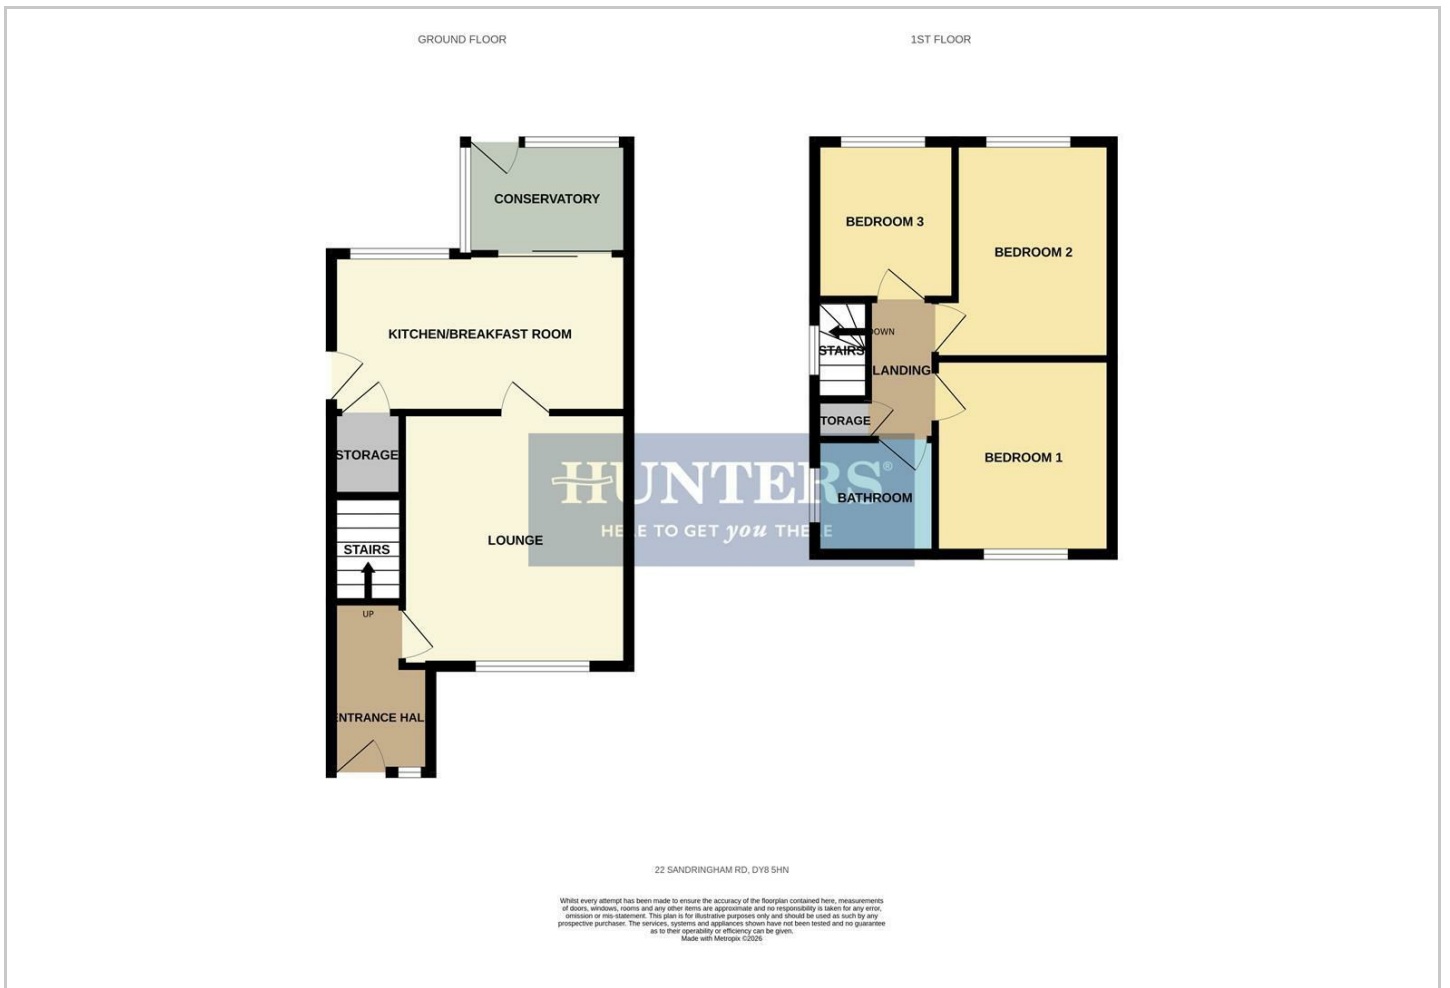 GROUND FLOOR
1ST FLOOR
CONSERVATORY
KITCHEN/BREAKFAST ROOM
STORAGE
STAIRS
UP
LOUNGE
ENTRANCE HAL
BEDROOM 3
BEDROOM 2
DOWN
STAIRS
LANDING
TORAGE
BEDROOM 1
BATHROOM
HUNTERS®
HERE TO GET you THERE
22 SANDRINGHAM RD, DY8 5HN
Whilst every attempt has been made to ensure the accuracy of the floorplan contained here, measurements
of doors, windows, rooms and any other items are approximate and no responsibility is taken for any error,
omission or mis-statement. This plan is for illustrative purposes only and should be used as such by any
prospective purchaser. The services, systems and appliances shown have not been tested and no guarantee
as to their operability or efficiency can be given.
Made with Metropix ©2026